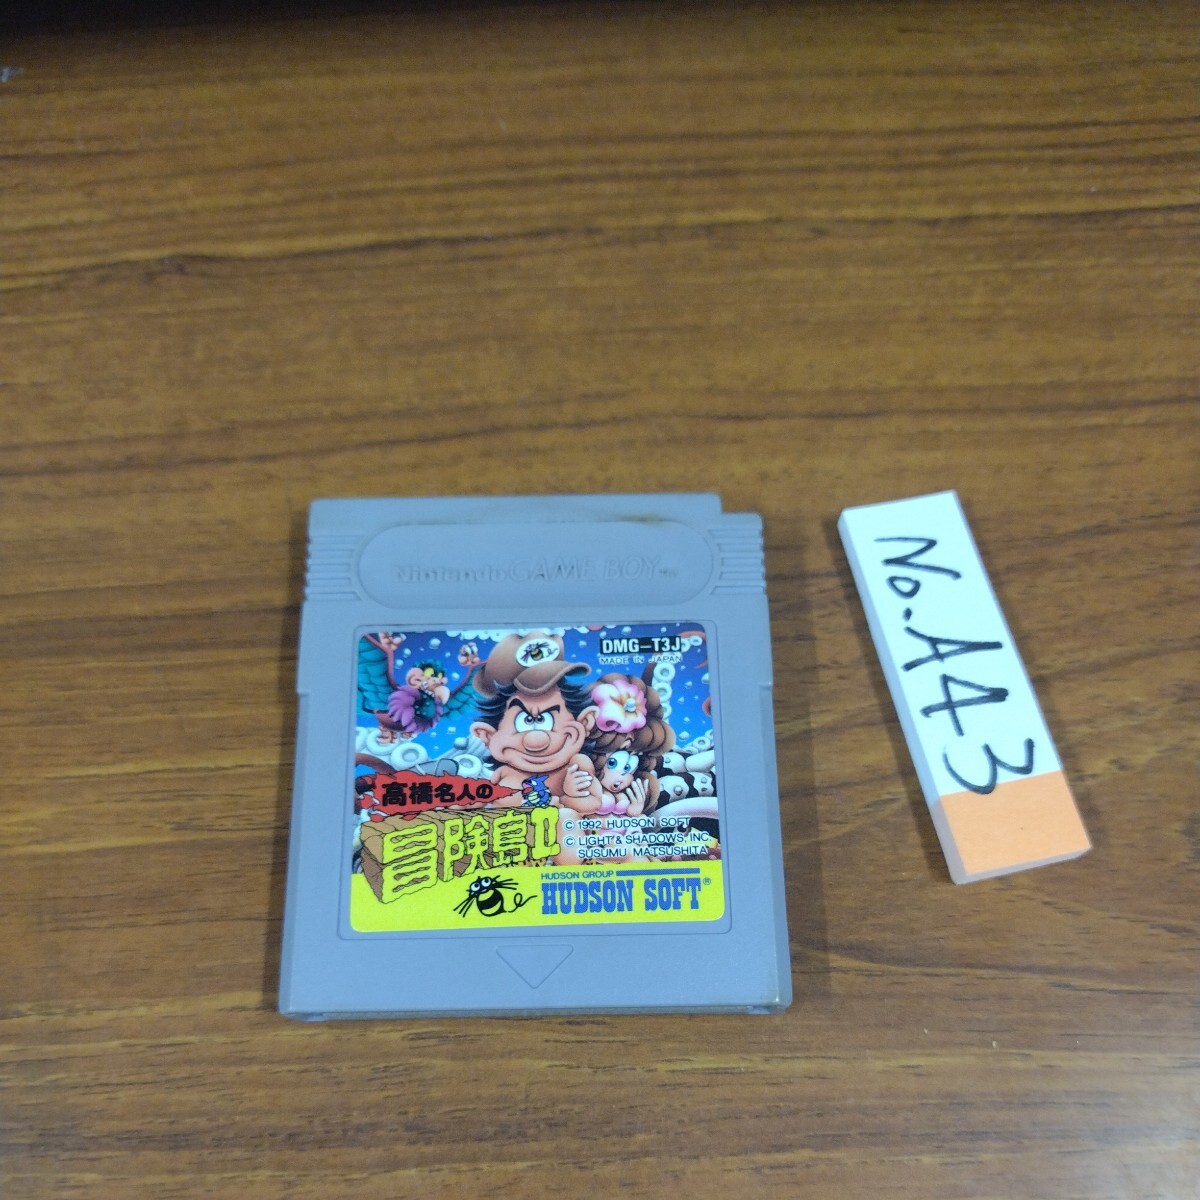 Nintendo GAME BOY TM
DMG-T3J
MADE IN JAPAN
高橋名人の
冒険島II
© 1992 HUDSON SOFT
© LIGHT & SHADOWS, INC.
SUSUMU MATSUSHITA
HUDSON GROUP
HUDSON SOFT®
No. A43